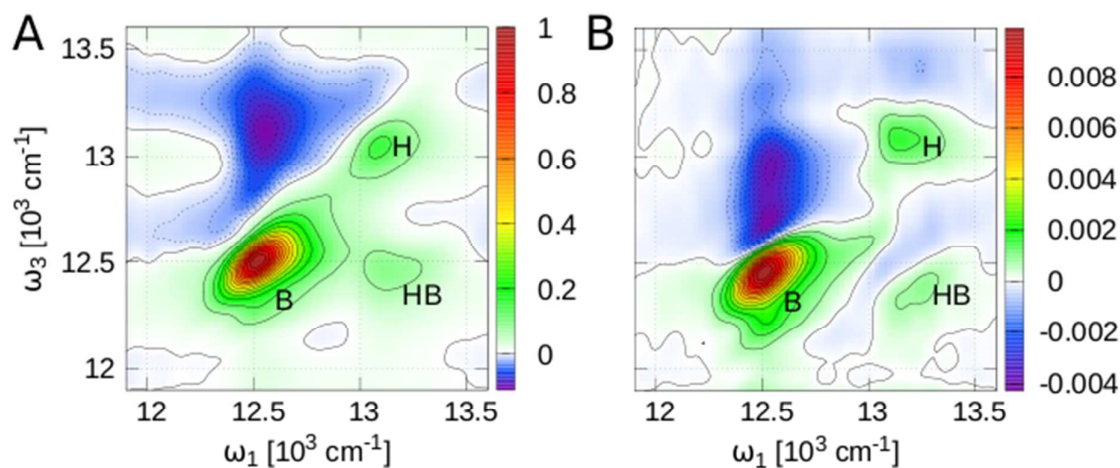 A
B
13.5
13
12.5
12
ω₃ [10³ cm⁻¹]
H
B
HB
12
12.5
13
13.5
ω₁ [10³ cm⁻¹]
1
0.8
0.6
0.4
0.2
0
H
B
HB
12
12.5
13
13.5
ω₁ [10³ cm⁻¹]
0.008
0.006
0.004
0.002
0
-0.002
-0.004